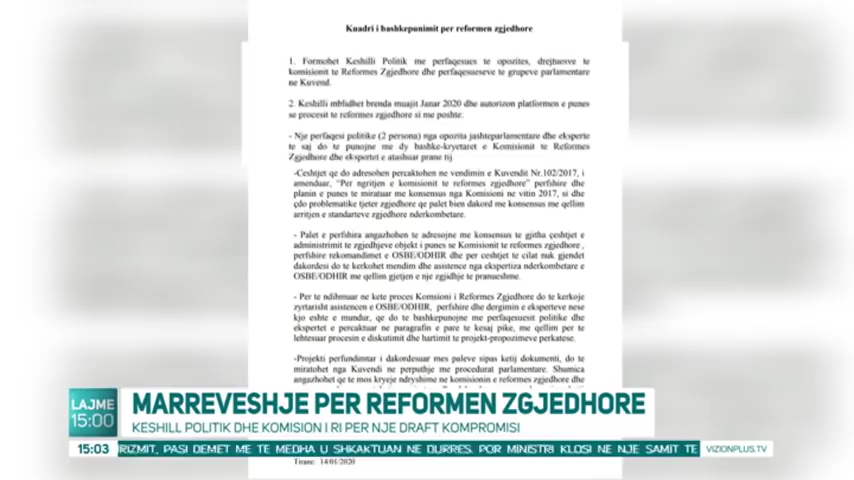 Kuadri i bashkepunimit per reformen zgjedhore
1. Formohet Keshilli Politik me perfaqesues te opozites, drejtuesve te
komisionit te Reformes Zgjedhore dhe perfaqesueseve te grupeve parlamentare
ne Kuvend.
2. Keshilli mblidhet brenda muajit Janar 2020 dhe autorizon platformen e punes
se procesit te reformes zgjedhore si me poshte:
- Nje perfaqesi politike (2 persona) nga opozita jashteparlamentare dhe eksperte
te saj do te punojne me dy bashke-kryetaret e Komisionit te Reformes
Zgjedhore dhe ekspertet e atashuar prane tij
-Ceshtjet qe do adresohen percaktohen ne vendimin e Kuvendit Nr.102/2017, i
amenduar, "Per ngritjen e komisionit te reformes zgjedhore" perfshire dhe
planin e punes te miratuar me konsensus nga Komisioni ne vitin 2017, si dhe
çdo problematike tjeter zgjedhore qe palet bien dakord me konsensus me qellim
arritjen e standarteve zgjedhore nderkombetare.
- Palet e perfshira angazhohen te adresojne me konsensus te gjitha çeshtjet e
administrimit te zgjedhjeve objekt i punes se Komisionit te reformes zgjedhore ,
perfshire rekomandimet e OSBE/ODHIR dhe per ceshtjet te cilat nuk gjendet
dakordesi do te kerkohet mendim dhe asistence nga ekspertiza nderkombetare e
OSBE/ODIHR me qellim gjetjen e nje zgjidhje te pranueshme.
- Per te ndihmuar ne kete proces Komsioni i Reformes Zgjedhore do te kerkoje
zyrtarisht asistencen e OSBE/ODIHR, perfshire dhe dergimin e eksperteve nese
kjo eshte e mundur, qe do te bashkepunojne me perfaqesuesit politike dhe
ekspertet e percaktuar ne paragrafin e pare te kesaj pike, me qellim per te
lehtesuar procesin e diskutimit dhe hartimit te projekt-propozimeve perkatese.
-Projekti perfundimtar i dakordesuar mes paleve sipas ketij dokumenti, do te
miratohet nga Kuvendi ne perputhje me procedurat parlamentare. Shumica
angazhohet qe te mos kryeje ndryshime ne komisionin e reformes zgjedhore dhe
LAJME
15:00
MARREVESHJE PER REFORMEN ZGJEDHORE
KESHILL POLITIK DHE KOMISION I RI PER NJE DRAFT KOMPROMISI
15:03
RIZMIT, PASI DEMET ME TE MEDHA U SHKAKTUAN NE DURRES. POR MINISTRI KLOSI NE NJE SAMIT TE
VIZIONPLUS.TV
Tirane, 14/01/2020